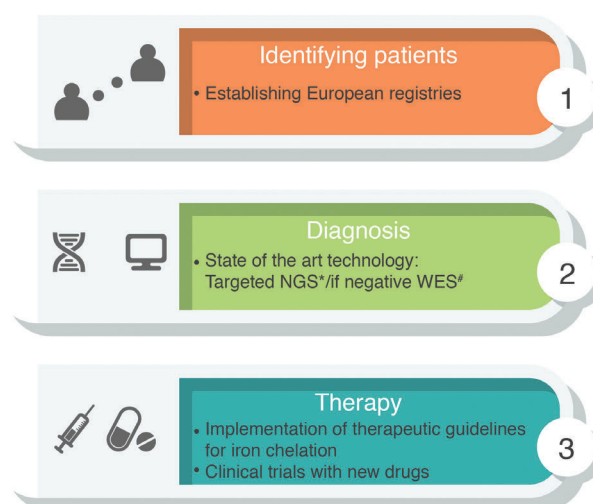 Identifying patients
• Establishing European registries
1
Diagnosis
• State of the art technology:
Targeted NGS*/if negative WES#
2
Therapy
• Implementation of therapeutic guidelines
for iron chelation
• Clinical trials with new drugs
3